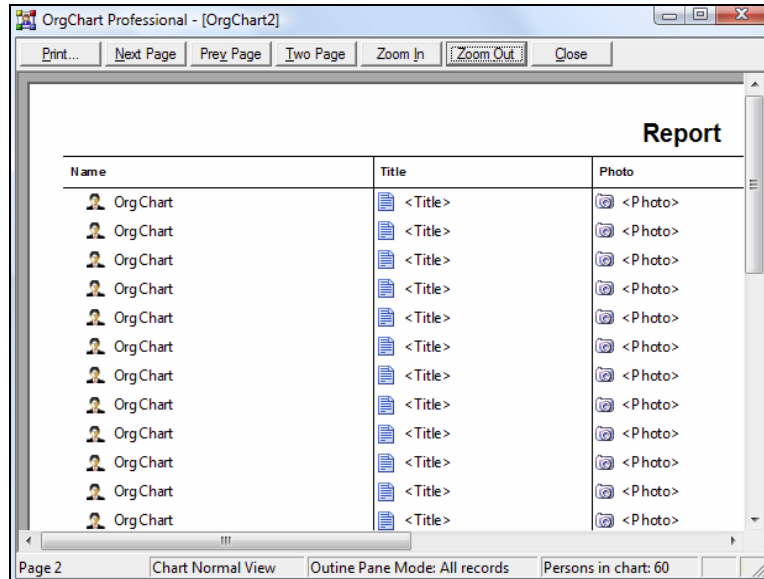 OrgChart Professional - [OrgChart2]
Print... Next Page Prev Page Two Page Zoom In Zoom Out Close
Report
Name Title Photo
OrgChart <Title> <Photo>
OrgChart <Title> <Photo>
OrgChart <Title> <Photo>
OrgChart <Title> <Photo>
OrgChart <Title> <Photo>
OrgChart <Title> <Photo>
OrgChart <Title> <Photo>
OrgChart <Title> <Photo>
OrgChart <Title> <Photo>
OrgChart <Title> <Photo>
OrgChart <Title> <Photo>
OrgChart <Title> <Photo>
Page 2 Chart Normal View Outine Pane Mode: All records Persons in chart: 60